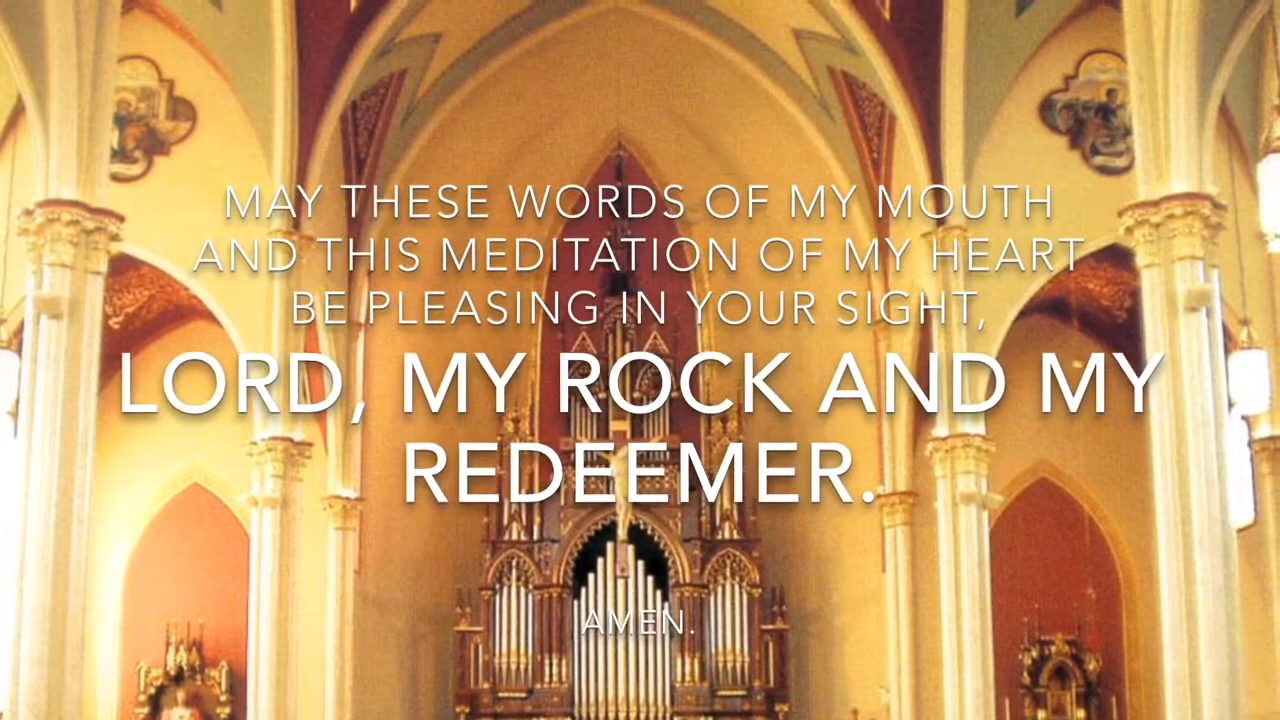 MAY THESE WORDS OF MY MOUTH
AND THIS MEDITATION OF MY HEART
BE PLEASING IN YOUR SIGHT,
LORD, MY ROCK AND MY
REDEEMER.
AMEN.